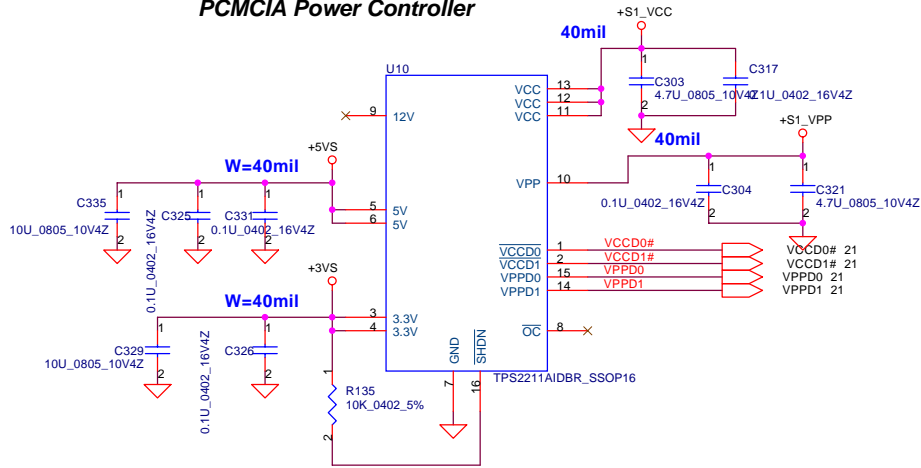 PCMCIA Power Controller
+S1_VCC
40mil
U10
1
C303
4.7U_0805_10V4Z
2
C317
0.1U_0402_16V4Z
9
12V
VCC
13
VCC
12
VCC
11
+S1_VPP
40mil
+5VS
W=40mil
VPP
10
1
C304
0.1U_0402_16V4Z
2
1
C321
4.7U_0805_10V4Z
2
1
C335
10U_0805_10V4Z
2
1
C325
0.1U_0402_16V4Z
2
1
C331
0.1U_0402_16V4Z
2
5
5V
6
5V
VCCD0
1
VCCD0#
VCCD0# 21
VCCD1
2
VCCD1#
VCCD1# 21
VPPD0
15
VPPD0
VPPD0 21
VPPD1
14
VPPD1
VPPD1 21
+3VS
W=40mil
3
3.3V
4
3.3V
OC
8
1
C329
10U_0805_10V4Z
2
1
C326
0.1U_0402_16V4Z
2
GND
SHDN
7
16
TPS2211AIDBR_SSOP16
1
R135
10K_0402_5%
2